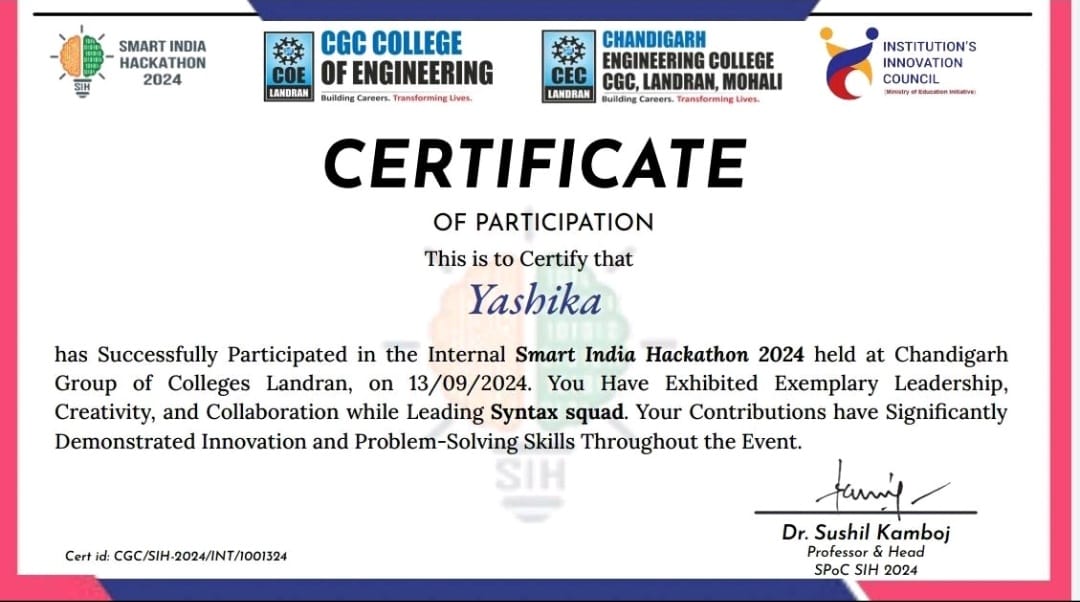 SMART INDIA
HACKATHON
2024
SIH
COE
LANDRAN
CGC COLLEGE
OF ENGINEERING
Building Careers. Transforming Lives.
CEC
LANDRAN
CHANDIGARH
ENGINEERING COLLEGE
CGC, LANDRAN, MOHALI
Building Careers. Transforming Lives.
INSTITUTION'S
INNOVATION
COUNCIL
(Ministry of Education Initiative)
CERTIFICATE
OF PARTICIPATION
This is to Certify that
Yashika
has Successfully Participated in the Internal Smart India Hackathon 2024 held at Chandigarh
Group of Colleges Landran, on 13/09/2024. You Have Exhibited Exemplary Leadership,
Creativity, and Collaboration while Leading Syntax squad. Your Contributions have Significantly
Demonstrated Innovation and Problem-Solving Skills Throughout the Event.
SIH
Dr. Sushil Kamboj
Professor & Head
SPoC SIH 2024
Cert id: CGC/SIH-2024/INT/1001324